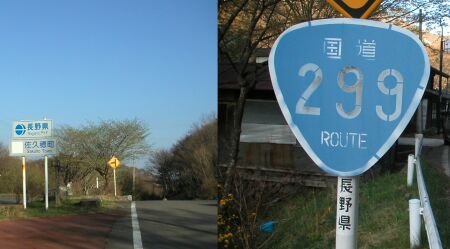 長野県
Nagano Pref.
佐久穂町
Sakuho Town
国道
299
ROUTE
長野県